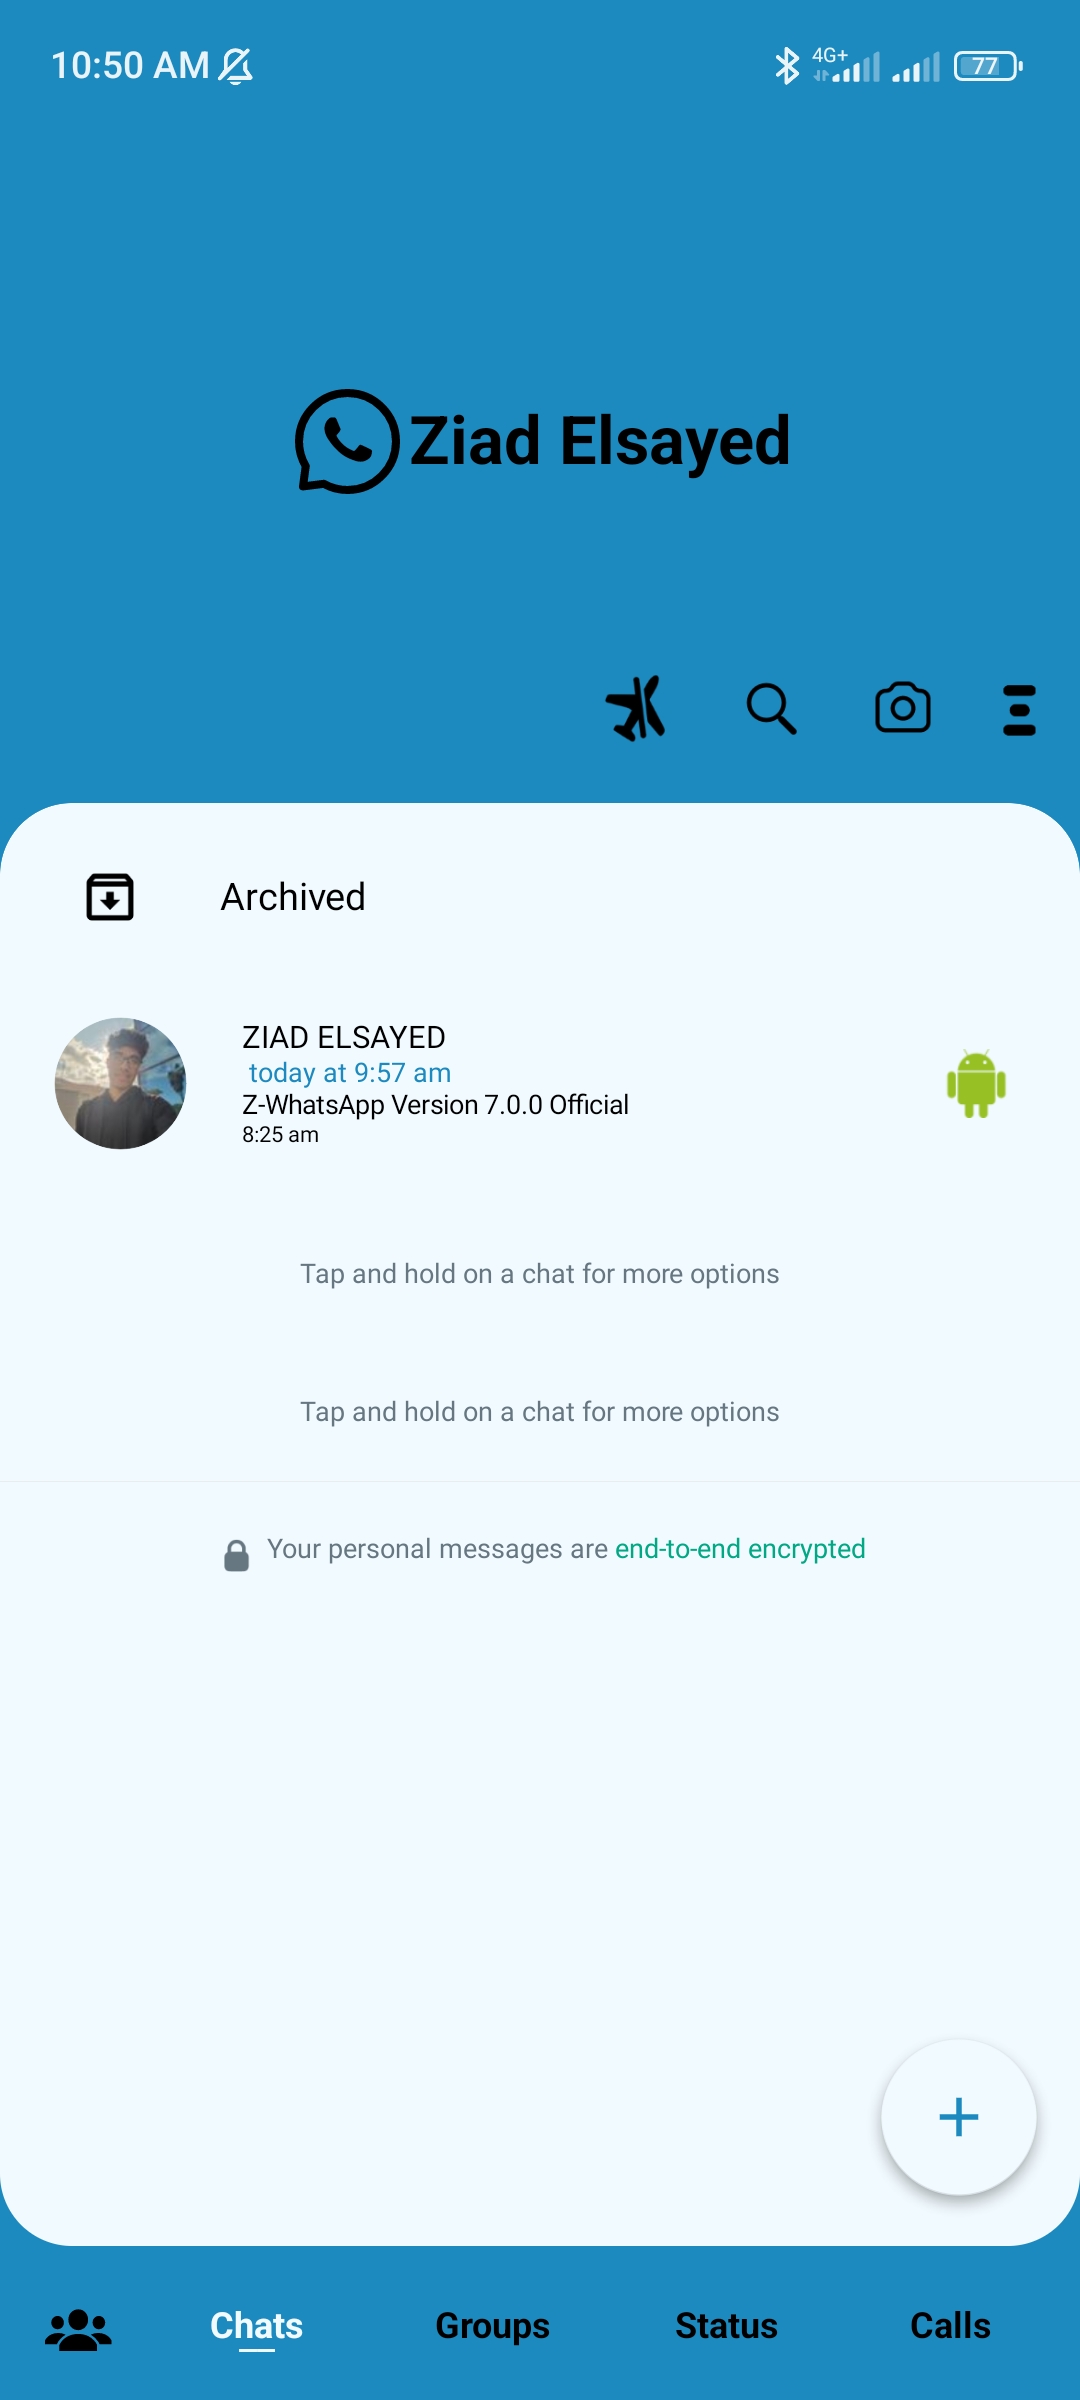 10:50 AM
4G+
77
Ziad Elsayed
Archived
ZIAD ELSAYED
today at 9:57 am
Z-WhatsApp Version 7.0.0 Official
8:25 am
Tap and hold on a chat for more options
Tap and hold on a chat for more options
Your personal messages are end-to-end encrypted
Chats Groups Status Calls